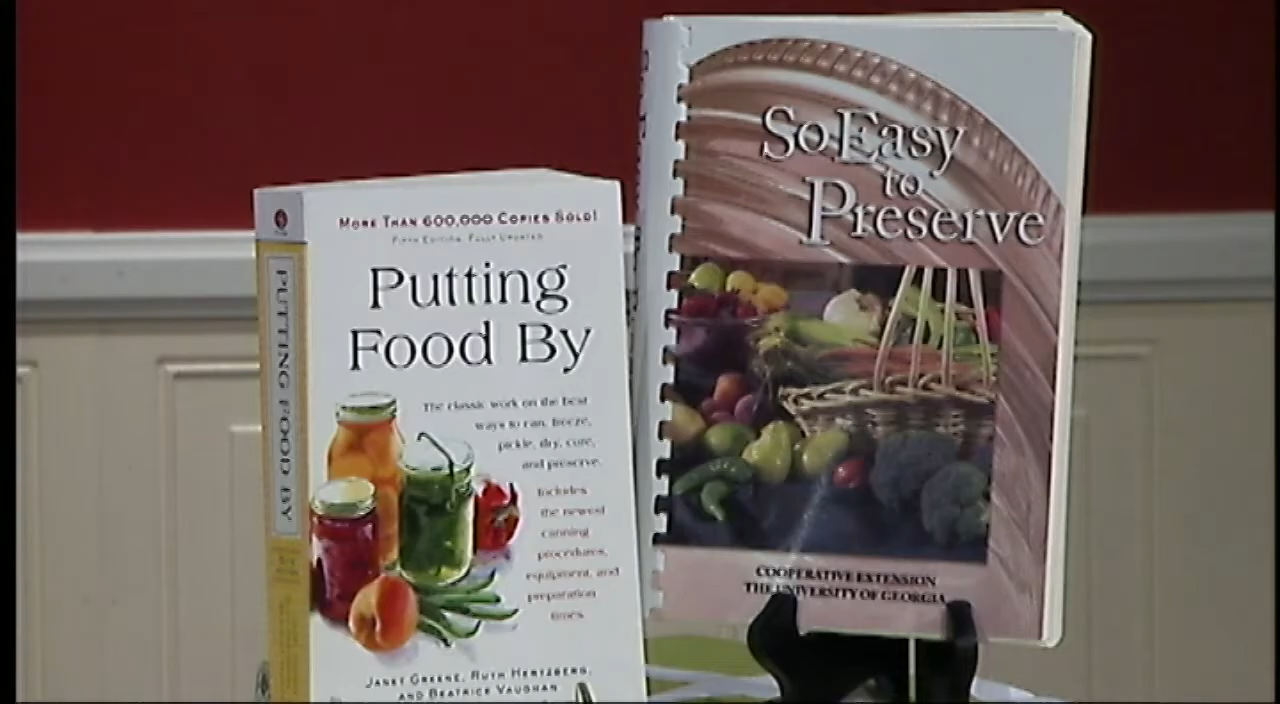 MORE THAN 600,000 COPIES SOLD!
FIFTH EDITION, FULLY UPDATED
Putting
Food By
The classic work on the best
ways to can, freeze,
pickle, dry, cure,
and preserve.
Includes
the newest
canning
procedures,
equipment, and
preparation
times
JANET GREENE, RUTH HERTZBERG,
AND BEATRICE VAUGHAN
PUTTING FOOD BY
So Easy
to
Preserve
COOPERATIVE EXTENSION
THE UNIVERSITY OF GEORGIA